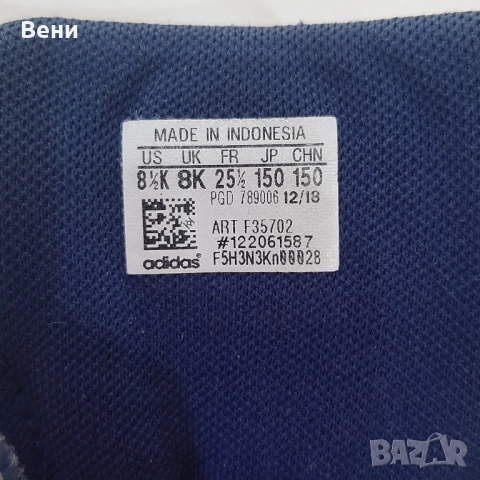 Вени
MADE IN INDONESIA
US UK FR JP CHN
8½K 8K 25½ 150 150
PGD 789006 12/18
ART F35702
#122061587
adidas® F5H3N3Kn00028
BAZAR